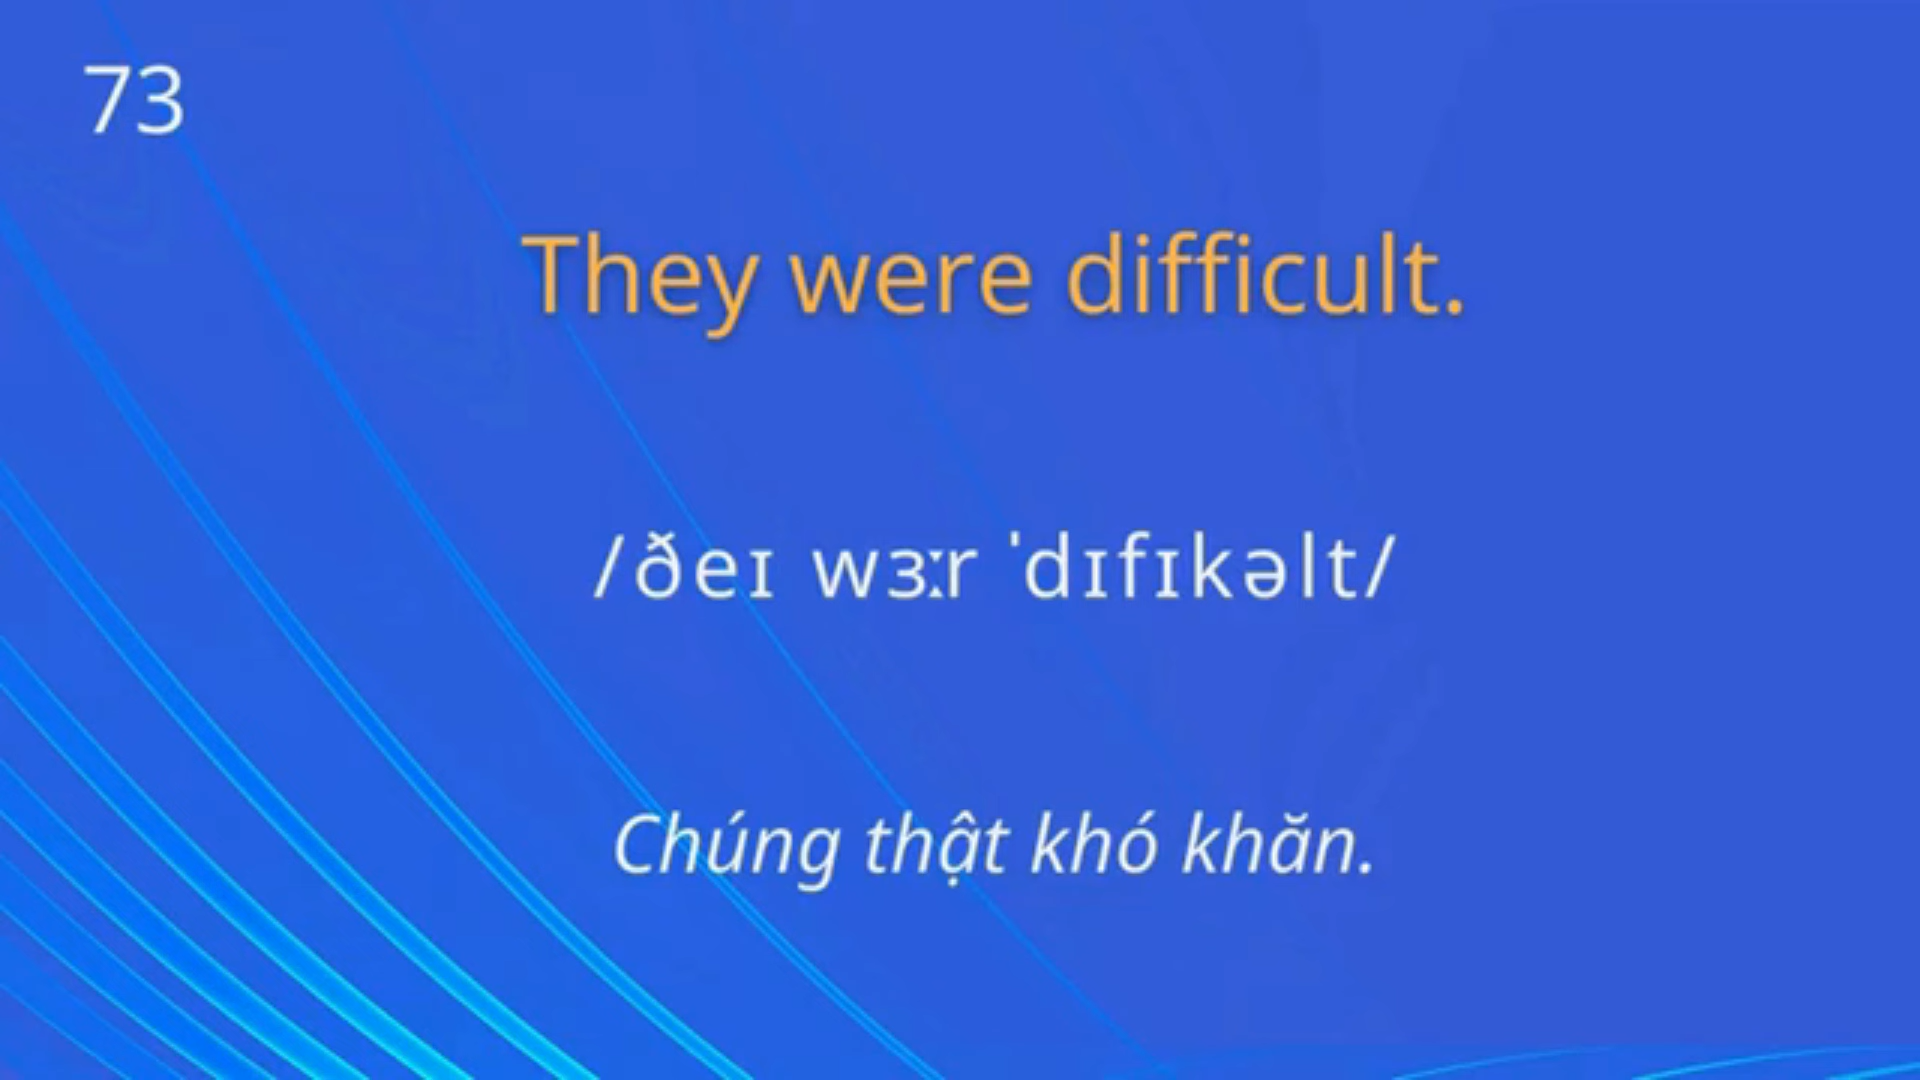 73
They were difficult.
/ðeɪ wɜːr ˈdɪfɪkəlt/
Chúng thật khó khăn.